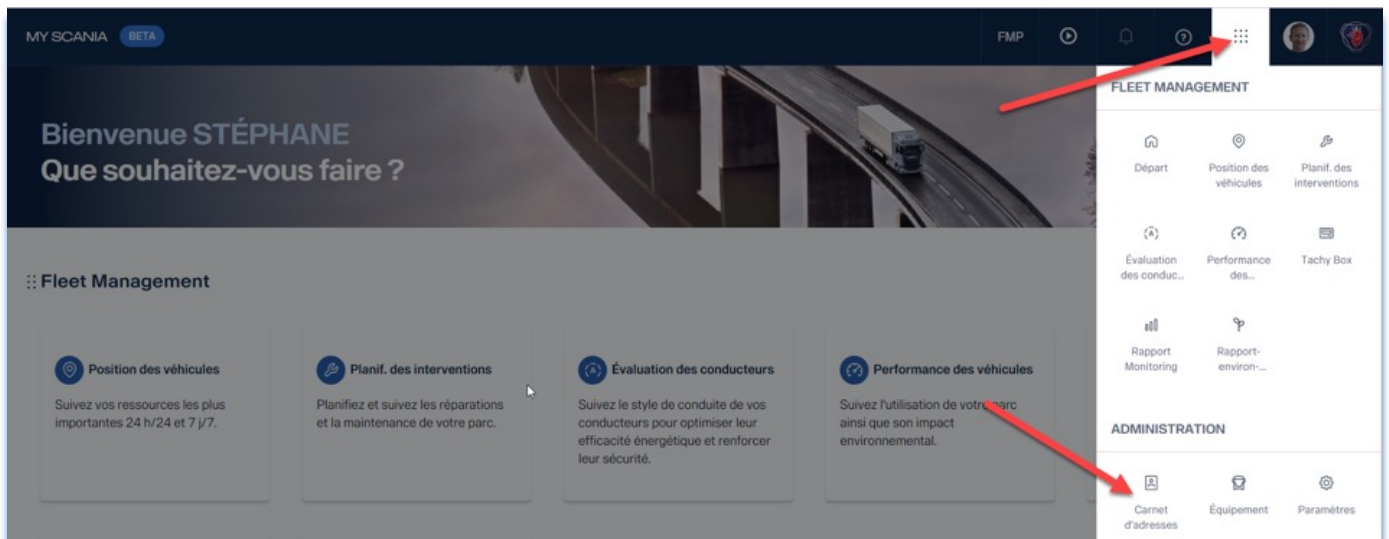 MY SCANIA BETA FMP
FLEET MANAGEMENT
Bienvenue STÉPHANE
Que souhaitez-vous faire ?
Départ
Position des
véhicules
Planif. des
interventions
Évaluation
des conduc...
Performance
des...
Tachy Box
Fleet Management
Rapport
Monitoring
Rapport-
environ-...
Position des véhicules
Suivez vos ressources les plus
importantes 24 h/24 et 7 j/7.
Planif. des interventions
Planifiez et suivez les réparations
et la maintenance de votre parc.
Évaluation des conducteurs
Suivez le style de conduite de vos
conducteurs pour optimiser leur
efficacité énergétique et renforcer
leur sécurité.
Performance des véhicules
Suivez l'utilisation de votre parc
ainsi que son impact
environnemental.
ADMINISTRATION
Carnet
d'adresses
Équipement
Paramètres